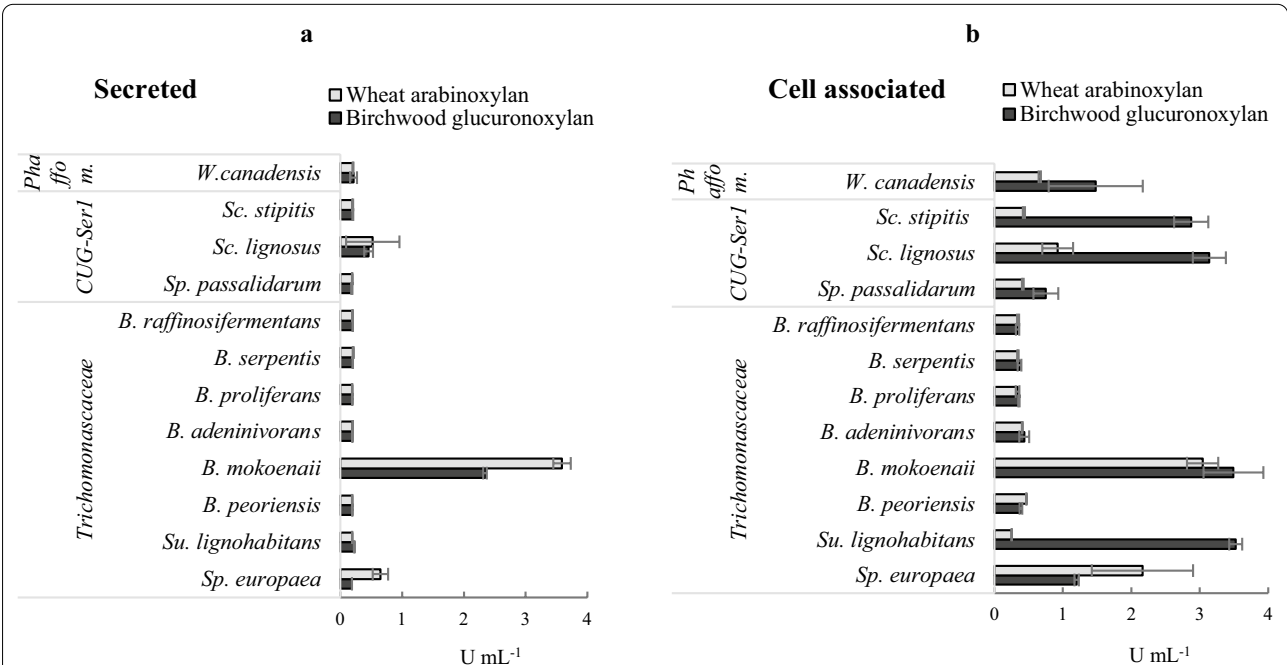 a
Secreted
Wheat arabinoxylan
Birchwood glucuronoxylan
Pha
ffo
m.
CUG-Ser1
Trichomonascaceae
W.canadensis
Sc. stipitis
Sc. lignosus
Sp. passalidarum
B. raffinosifermentans
B. serpentis
B. proliferans
B. adeninivorans
B. mokoenaii
B. peoriensis
Su. lignohabitans
Sp. europaea
0 1 2 3 4
U mL⁻¹
b
Cell associated
Wheat arabinoxylan
Birchwood glucuronoxylan
Ph
affo
m.
CUG-Ser1
Trichomonascaceae
W. canadensis
Sc. stipitis
Sc. lignosus
Sp. passalidarum
B. raffinosifermentans
B. serpentis
B. proliferans
B. adeninivorans
B. mokoenaii
B. peoriensis
Su. lignohabitans
Sp. europaea
0 1 2 3 4
U mL⁻¹